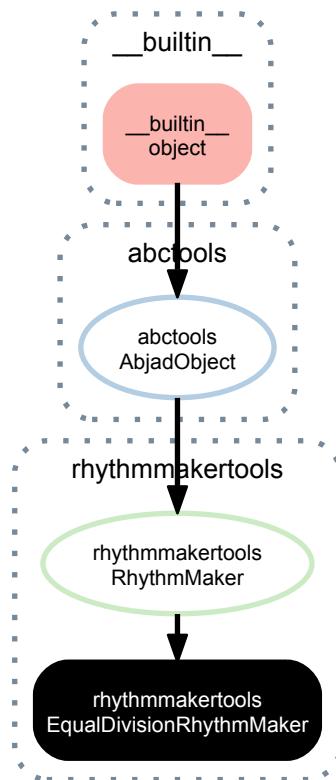 __builtin__
__builtin__
object
abctools
abctools
AbjadObject
rhythmmakertools
rhythmmakertools
RhythmMaker
rhythmmakertools
EqualDivisionRhythmMaker